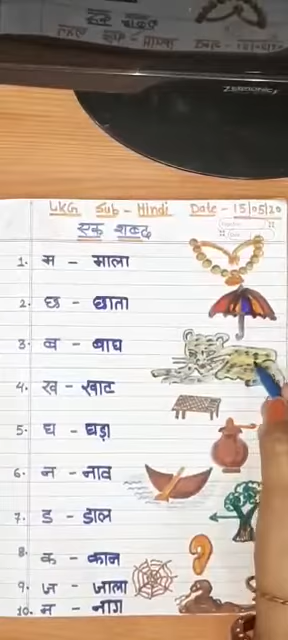 LKG Sub - Hindi Date - 15/05/20
एक शब्द
1. म - माला
2. छ - छाता
3. ब - बाघ
4. ख - खाट
5. घ - घड़ा
6. न - नाव
7. ड - डाल
8. क - कान
9. ज - जाला
10. न - नाग